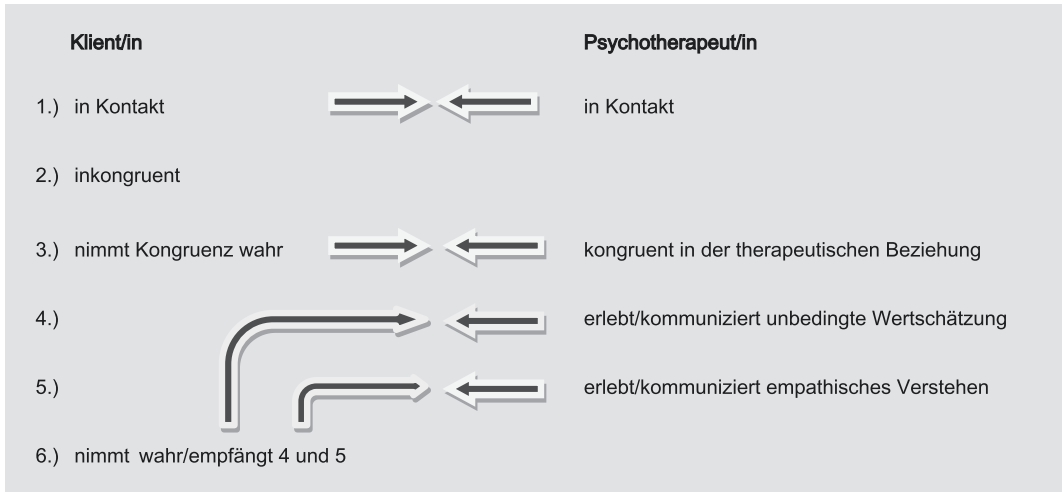 Klient/in Psychotherapeut/in
1.) in Kontakt in Kontakt
2.) inkongruent
3.) nimmt Kongruenz wahr kongruent in der therapeutischen Beziehung
4.) erlebt/kommuniziert unbedingte Wertschätzung
5.) erlebt/kommuniziert empathisches Verstehen
6.) nimmt wahr/empfängt 4 und 5